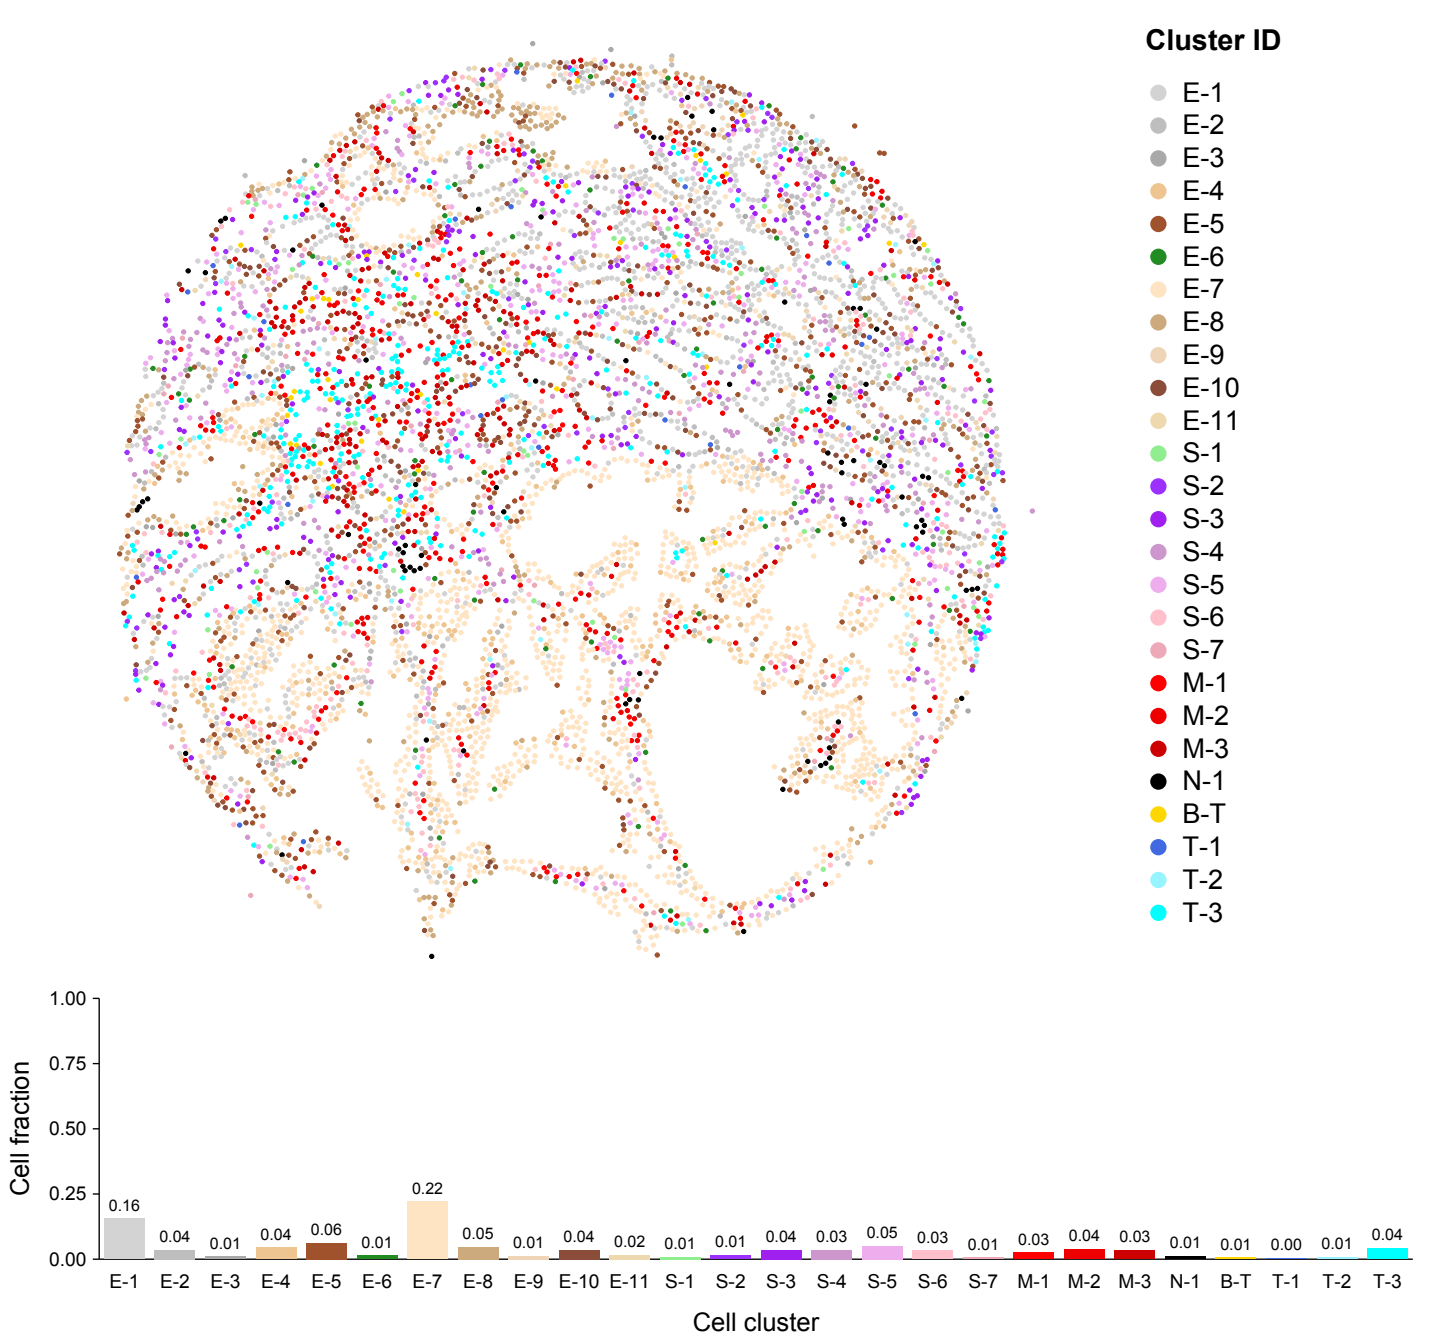 Cluster ID
E-1
E-2
E-3
E-4
E-5
E-6
E-7
E-8
E-9
E-10
E-11
S-1
S-2
S-3
S-4
S-5
S-6
S-7
M-1
M-2
M-3
N-1
B-T
T-1
T-2
T-3
Cell fraction
1.00
0.75
0.50
0.25
0.00
0.16 0.04 0.01 0.04 0.06 0.01 0.22 0.05 0.01 0.04 0.02 0.01 0.01 0.04 0.03 0.05 0.03 0.01 0.03 0.04 0.03 0.01 0.01 0.00 0.01 0.04
E-1 E-2 E-3 E-4 E-5 E-6 E-7 E-8 E-9 E-10 E-11 S-1 S-2 S-3 S-4 S-5 S-6 S-7 M-1 M-2 M-3 N-1 B-T T-1 T-2 T-3
Cell cluster